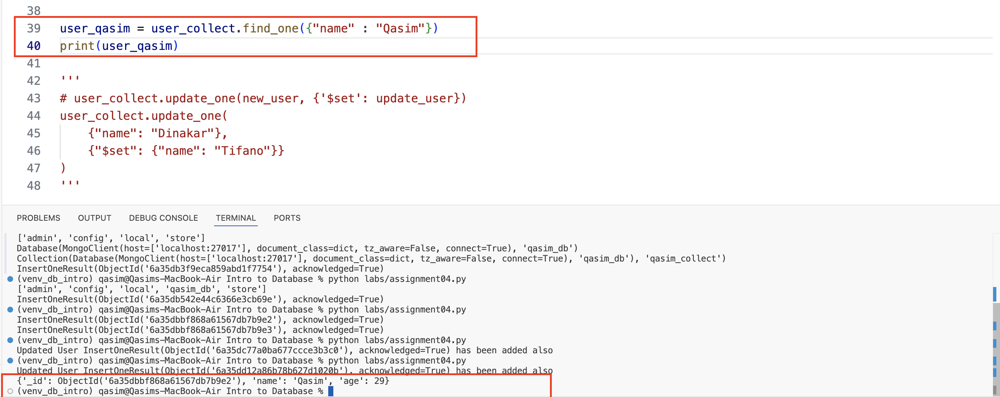 38
39 user_qasim = user_collect.find_one({"name" : "Qasim"})
40 print(user_qasim)
41
42 '''
43 # user_collect.update_one(new_user, {'$set': update_user})
44 user_collect.update_one(
45     {"name": "Dinakar"},
46     {"$set": {"name": "Tifano"}}
47 )
48 '''
PROBLEMS OUTPUT DEBUG CONSOLE TERMINAL PORTS
['admin', 'config', 'local', 'store']
Database(MongoClient(host=['localhost:27017'], document_class=dict, tz_aware=False, connect=True), 'qasim_db')
Collection(Database(MongoClient(host=['localhost:27017'], document_class=dict, tz_aware=False, connect=True), 'qasim_db'), 'qasim_collect')
InsertOneResult(ObjectId('6a35db3f9eca859abd1f7754'), acknowledged=True)
(venv_db_intro) qasim@Qasims-MacBook-Air Intro to Database % python labs/assignment04.py
['admin', 'config', 'local', 'qasim_db', 'store']
InsertOneResult(ObjectId('6a35db542e44c6366e3cb69e'), acknowledged=True)
(venv_db_intro) qasim@Qasims-MacBook-Air Intro to Database % python labs/assignment04.py
InsertOneResult(ObjectId('6a35dbbf868a61567db7b9e2'), acknowledged=True)
InsertOneResult(ObjectId('6a35dbbf868a61567db7b9e3'), acknowledged=True)
(venv_db_intro) qasim@Qasims-MacBook-Air Intro to Database % python labs/assignment04.py
Updated User InsertOneResult(ObjectId('6a35dc77a0ba677ccce3b3c0'), acknowledged=True) has been added also
(venv_db_intro) qasim@Qasims-MacBook-Air Intro to Database % python labs/assignment04.py
Updated User InsertOneResult(ObjectId('6a35dd12a86b78b627d1020b'), acknowledged=True) has been added also
{'_id': ObjectId('6a35dbbf868a61567db7b9e2'), 'name': 'Qasim', 'age': 29}
(venv_db_intro) qasim@Qasims-MacBook-Air Intro to Database %